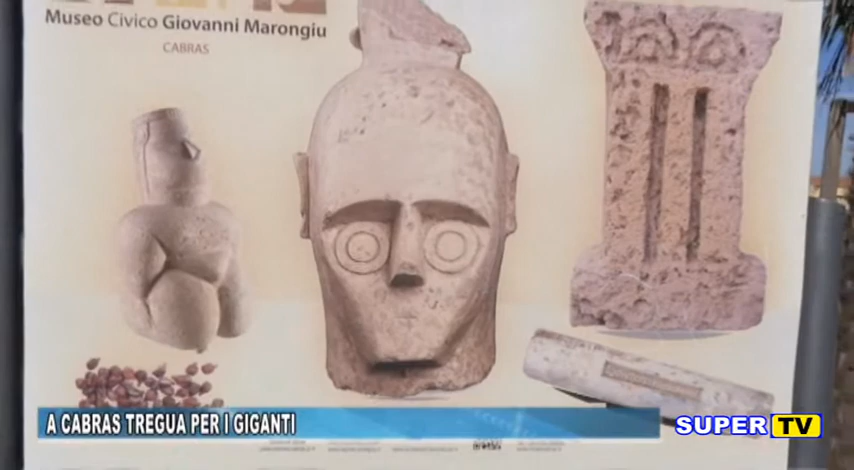 Museo Civico Giovanni Marongiu
CABRAS
A CABRAS TREGUA PER I GIGANTI
SUPER TV